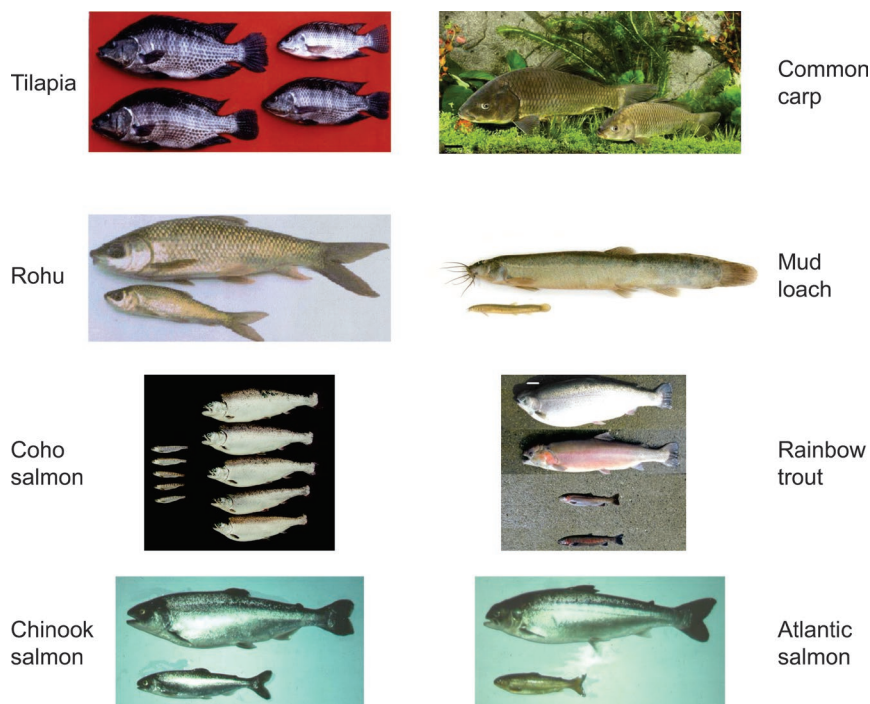 Tilapia
Common
carp
Rohu
Mud
loach
Coho
salmon
Rainbow
trout
Chinook
salmon
Atlantic
salmon